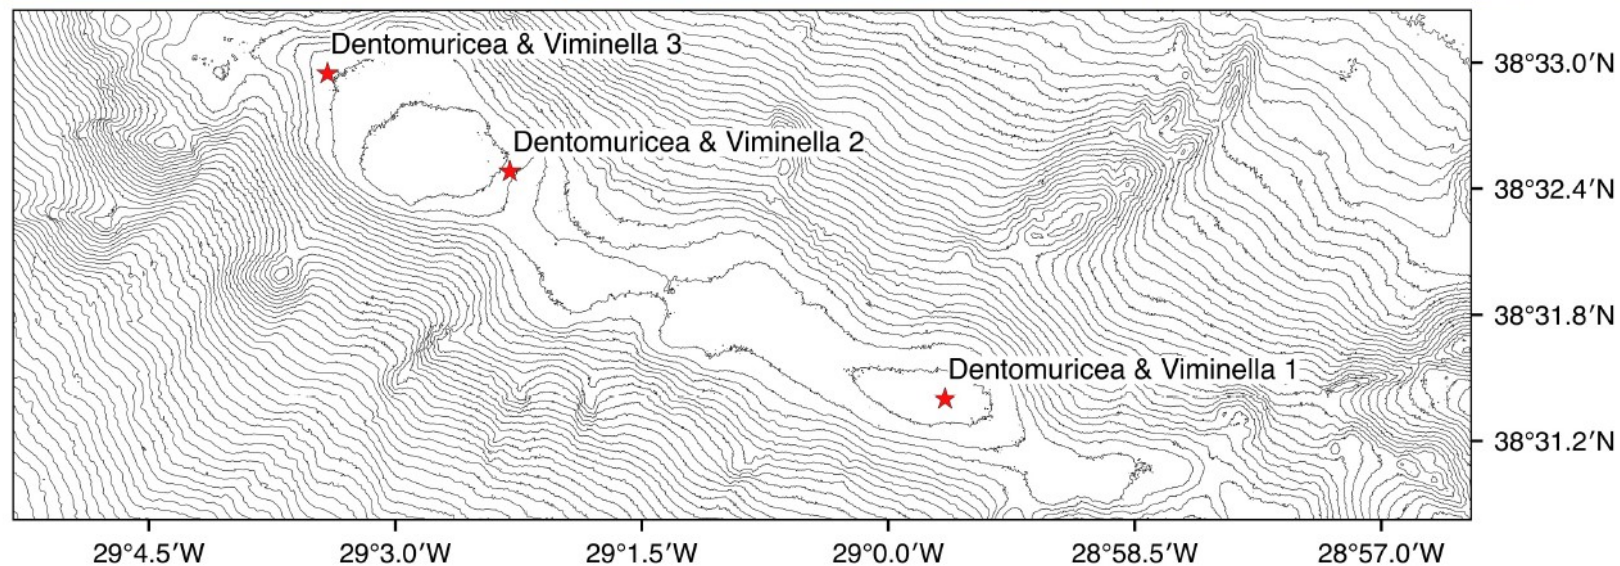 Dentomuricea & Viminella 3
38°33.0′N
Dentomuricea & Viminella 2
38°32.4′N
38°31.8′N
Dentomuricea & Viminella 1
38°31.2′N
29°4.5′W
29°3.0′W
29°1.5′W
29°0.0′W
28°58.5′W
28°57.0′W